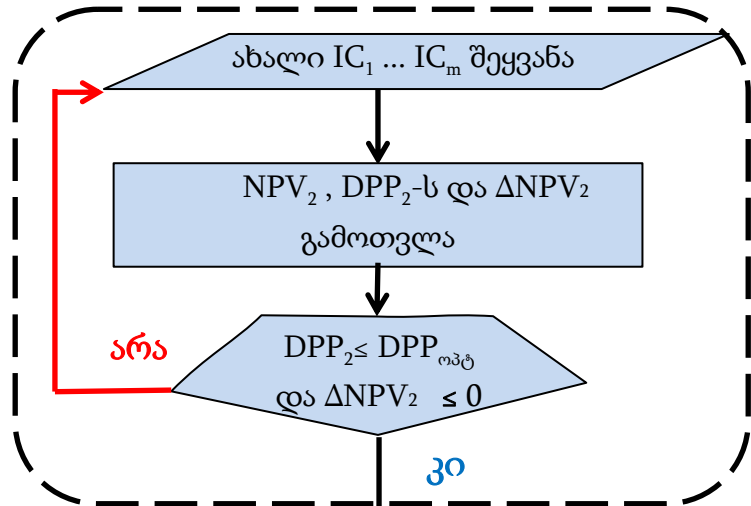 ახალი IC₁ ... ICₘ შეყვანა
NPV₂ , DPP₂-ს და ΔNPV₂
გამოთვლა
DPP₂≤ DPPოპტ
და ΔNPV₂ ≤ 0
არა
კი